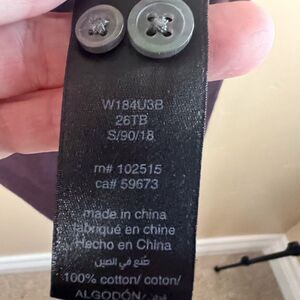 W184U3B
26TB
S/90/18
rn# 102515
ca# 59673
made in china
fabriqué en chine
Hecho en China
صنع في الصين
100% cotton/ coton/
ALGODÓN/